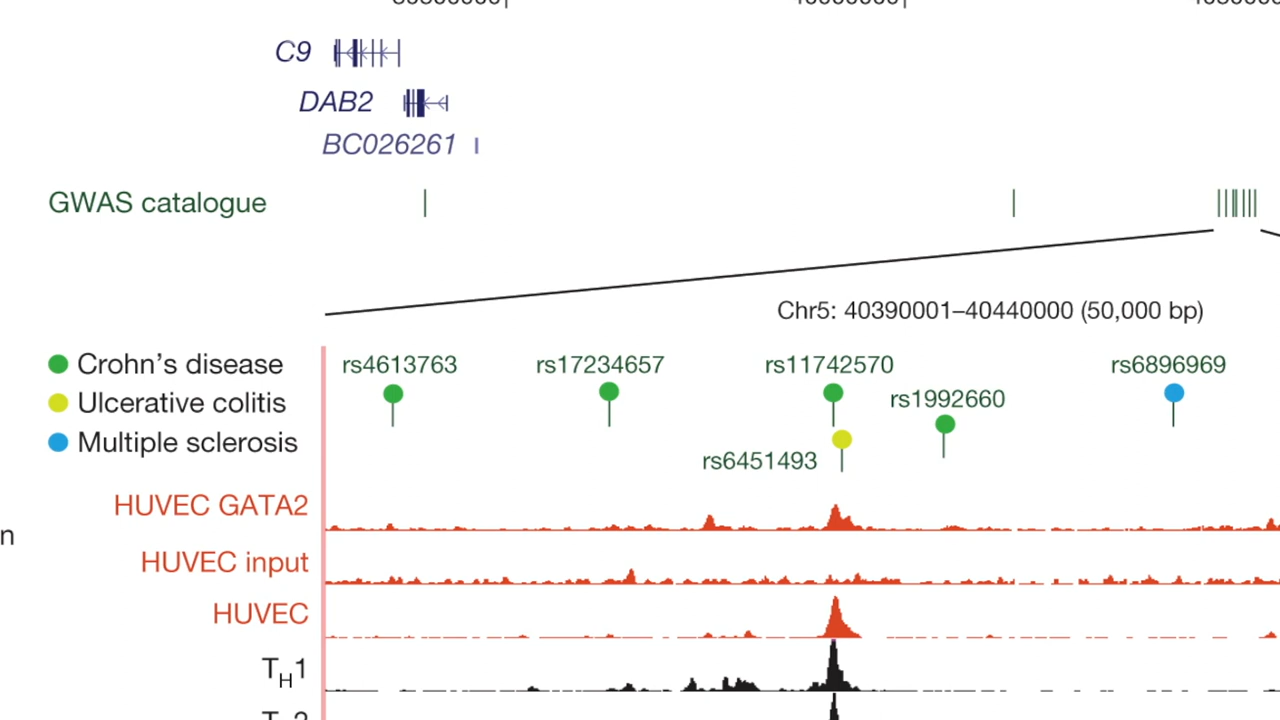 C9
DAB2
BC026261
GWAS catalogue
Chr5: 40390001–40440000 (50,000 bp)
Crohn's disease
rs4613763
rs17234657
rs11742570
rs6896969
Ulcerative colitis
rs1992660
Multiple sclerosis
rs6451493
HUVEC GATA2
n
HUVEC input
HUVEC
TH1